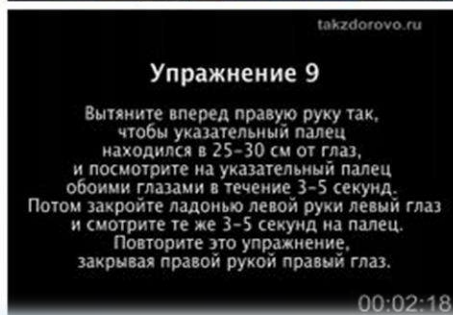 takzdorovo.ru
Упражнение 9
Вытяните вперед правую руку так,
чтобы указательный палец
находился в 25-30 см от глаз,
и посмотрите на указательный палец
обоими глазами в течение 3-5 секунд.
Потом закройте ладонью левой руки левый глаз
и смотрите те же 3-5 секунд на палец.
Повторите это упражнение,
закрывая правой рукой правый глаз.
00:02:18